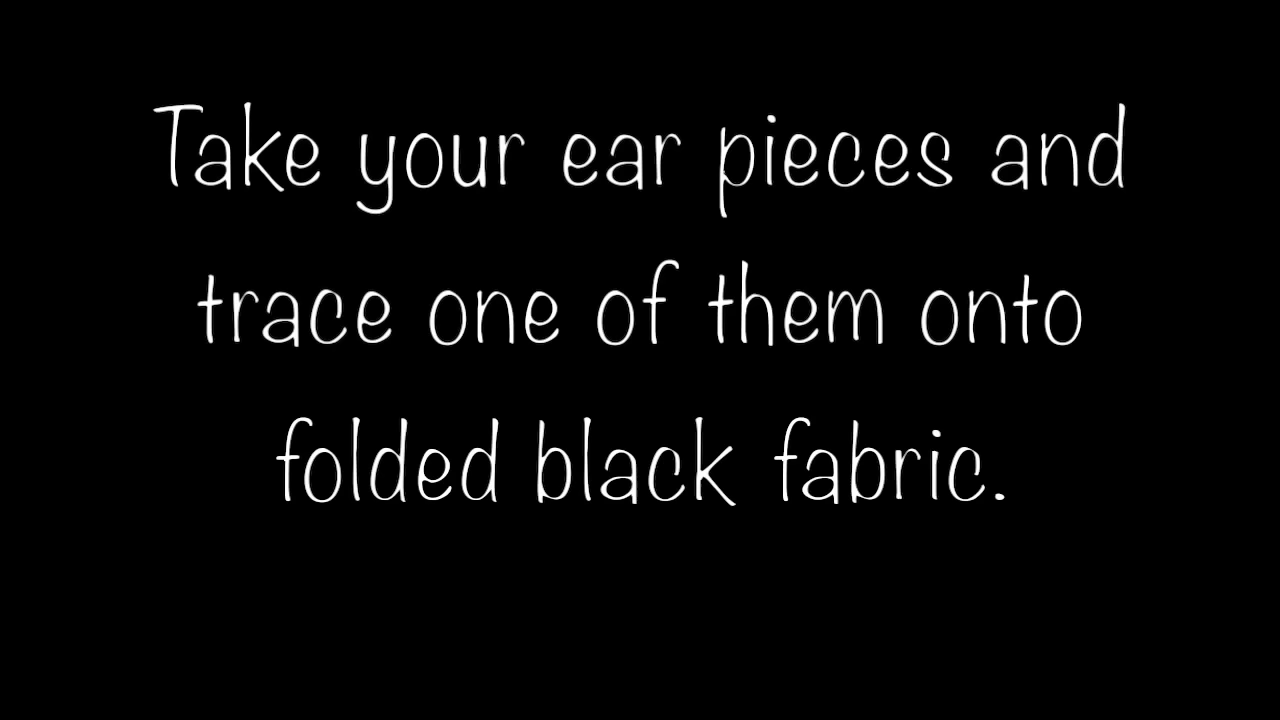 Take your ear pieces and
trace one of them onto
folded black fabric.